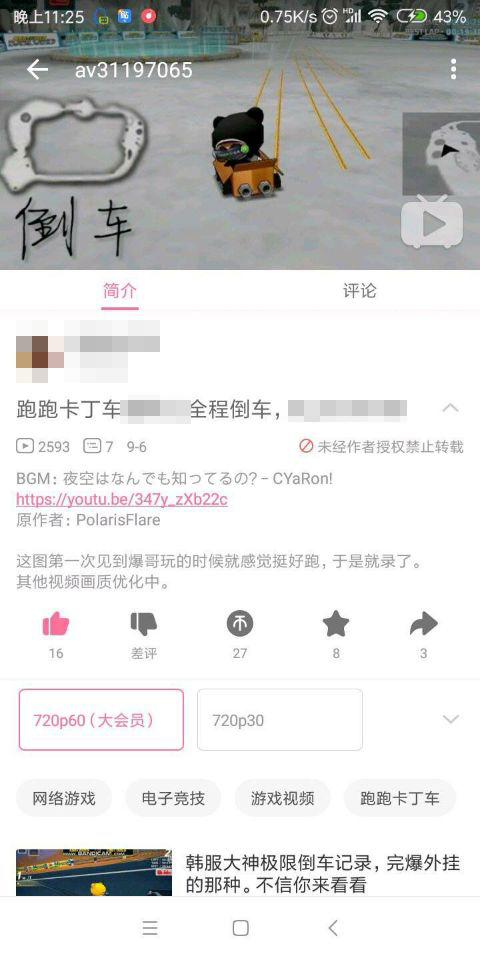 晚上11:25
0.75K/s
HD
43%
av31197065
倒车
简介
评论
跑跑卡丁车
全程倒车，
2593
7
9-6
未经作者授权禁止转载
BGM: 夜空はなんでも知ってるの? – CYaRon!
https://youtu.be/347y_zXb22c
原作者: PolarisFlare
这图第一次见到爆哥玩的时候就感觉挺好跑, 于是就录了。
其他视频画质优化中。
16
差评
27
8
3
720p60 (大会员)
720p30
网络游戏
电子竞技
游戏视频
跑跑卡丁车
韩服大神极限倒车记录，完爆外挂
的那种。不信你来看看